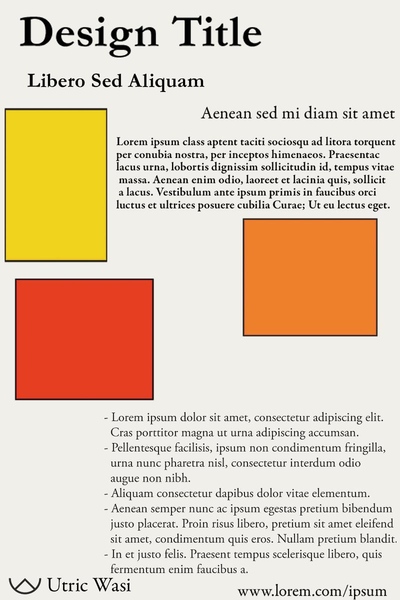 Design Title
Libero Sed Aliquam
Aenean sed mi diam sit amet
Lorem ipsum class aptent taciti sociosqu ad litora torquent
per conubia nostra, per inceptos himenaeos. Praesentac
lacus urna, lobortis dignissim sollicitudin id, tempus vitae
massa. Aenean enim odio, laoreet et lacinia quis, sollicit
a lacus. Vestibulum ante ipsum primis in faucibus orci
luctus et ultrices posuere cubilia Curae; Ut eu lectus eget.
- Lorem ipsum dolor sit amet, consectetur adipiscing elit.
Cras porttitor magna ut urna adipiscing accumsan.
- Pellentesque facilisis, ipsum non condimentum fringilla,
urna nunc pharetra nisl, consectetur interdum odio
augue non nibh.
- Aliquam consectetur dapibus dolor vitae elementum.
- Aenean semper nunc ac ipsum egestas pretium bibendum
justo placerat. Proin risus libero, pretium sit amet eleifend
sit amet, condimentum quis eros. Nullam pretium blandit.
- In et justo felis. Praesent tempus scelerisque libero, quis
fermentum enim faucibus a.
Utric Wasi
www.lorem.com/ipsum